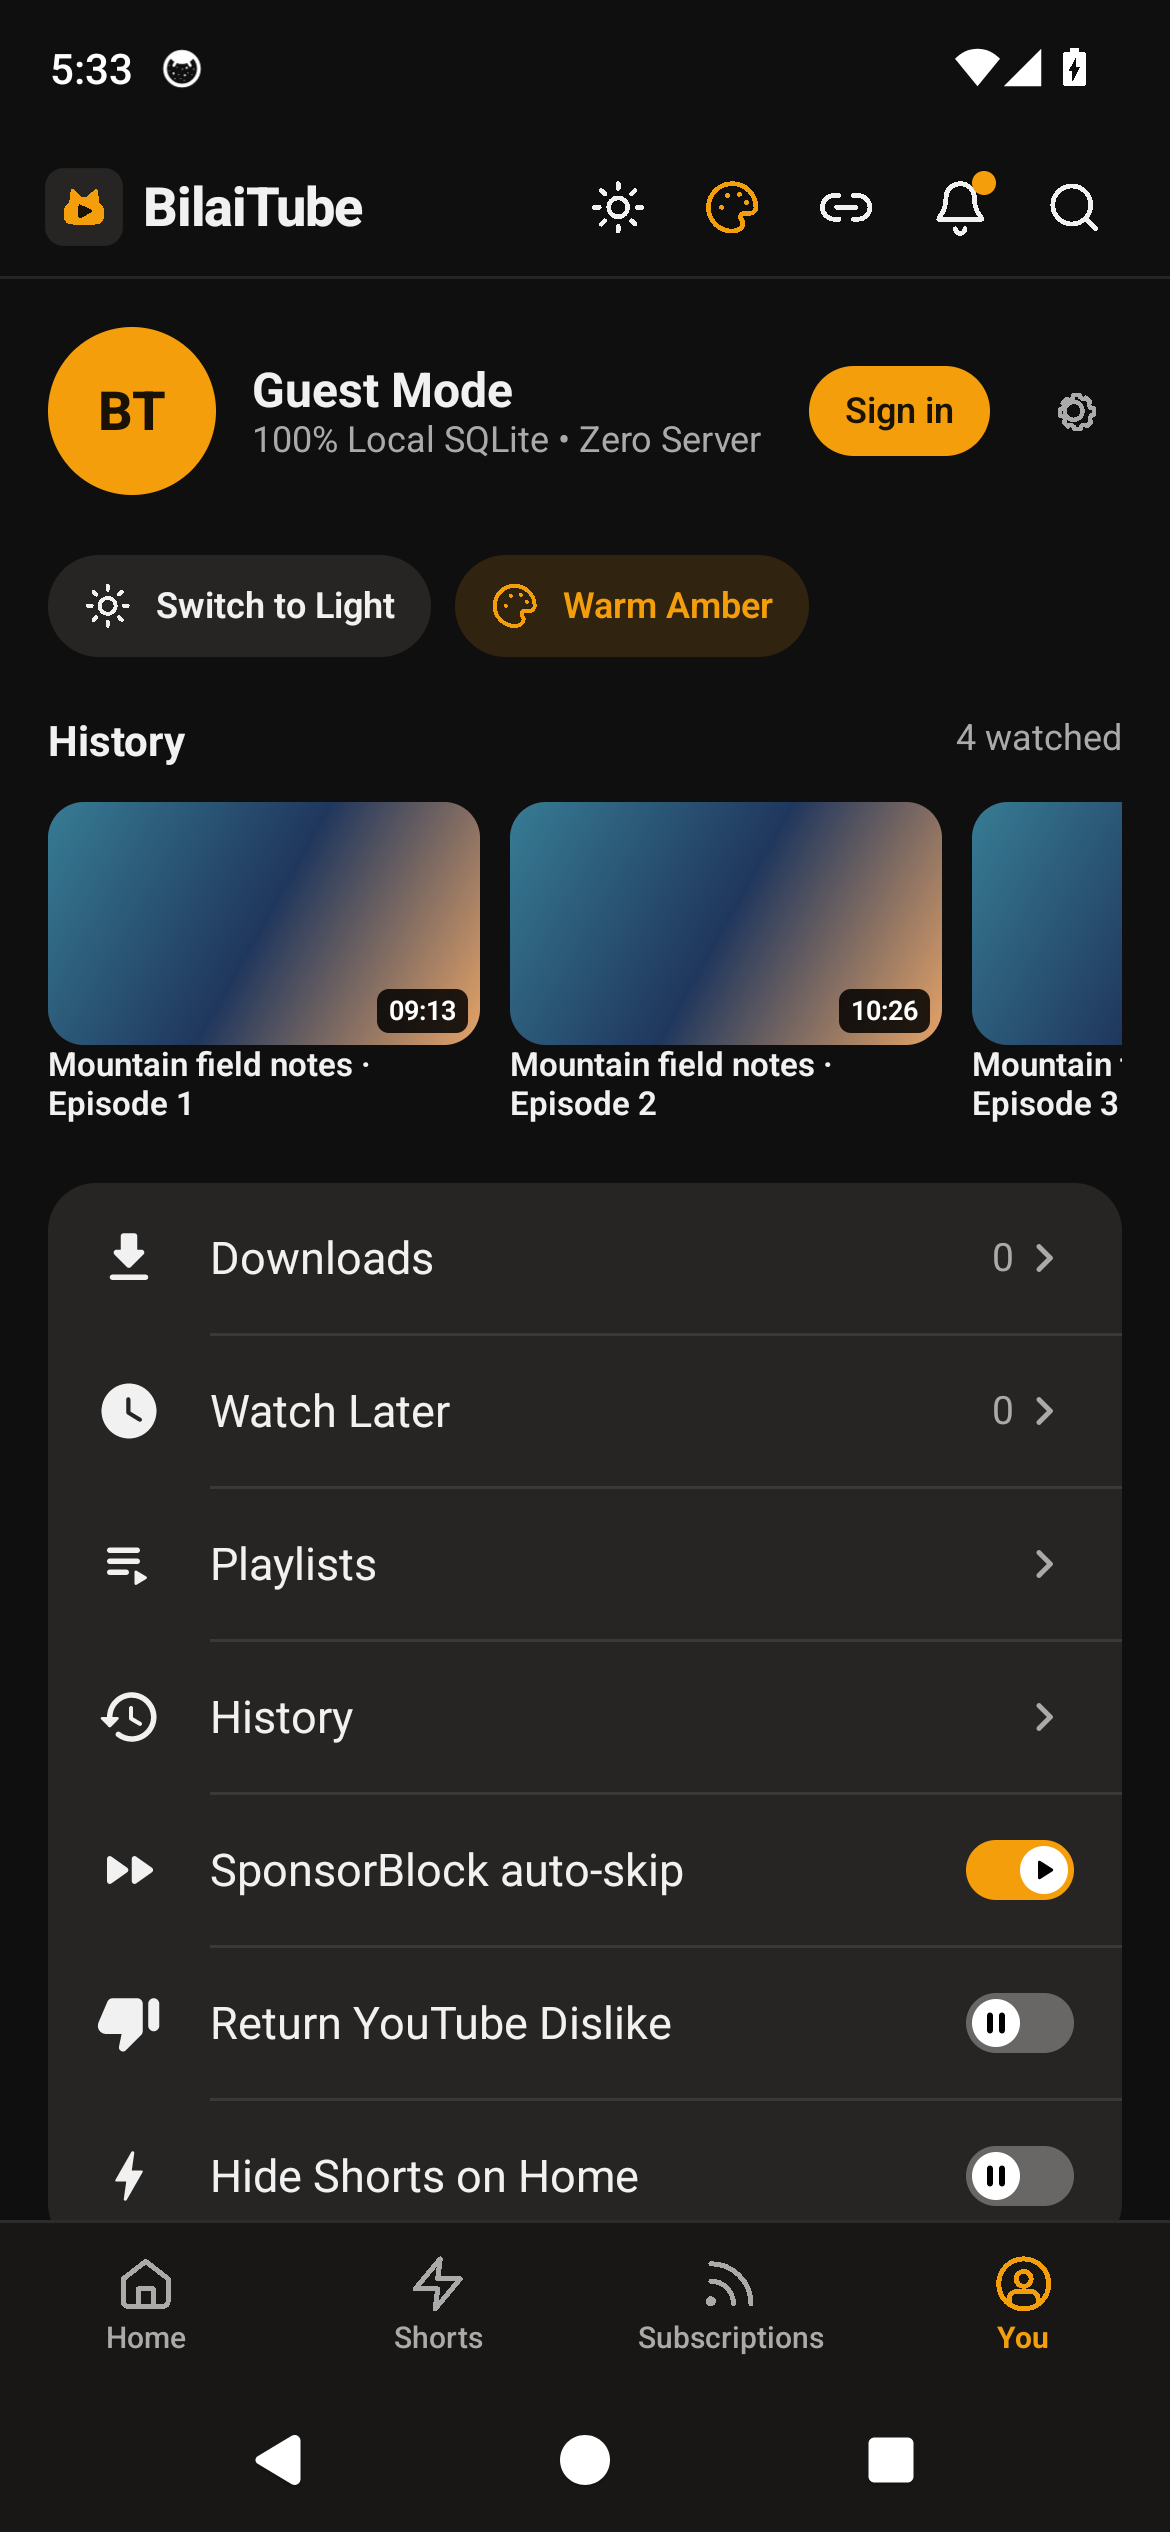 5:33
BilaiTube
BT
Guest Mode
100% Local SQLite • Zero Server
Sign in
Switch to Light
Warm Amber
History
4 watched
09:13
10:26
Mountain field notes ·
Episode 1
Mountain field notes ·
Episode 2
Mountain
Episode 3
Downloads
0
Watch Later
0
Playlists
History
SponsorBlock auto-skip
Return YouTube Dislike
Hide Shorts on Home
Home
Shorts
Subscriptions
You